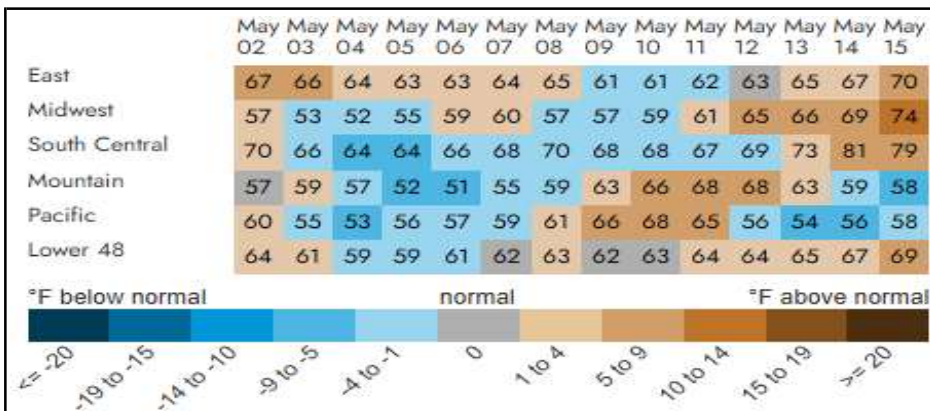 May May May May May May May May May May May May May May
02 03 04 05 06 07 08 09 10 11 12 13 14 15
East 67 66 64 63 63 64 65 61 61 62 63 65 67 70
Midwest 57 53 52 55 59 60 57 57 59 61 65 66 69 74
South Central 70 66 64 64 66 68 70 68 68 67 69 73 81 79
Mountain 57 59 57 52 51 55 59 63 66 68 68 63 59 58
Pacific 60 55 53 56 57 59 61 66 68 65 56 54 56 58
Lower 48 64 61 59 59 61 62 63 62 63 64 64 65 67 69
°F below normal normal °F above normal
<= -20 -19 to -15 -14 to -10 -9 to -5 -4 to -1 0 1 to 4 5 to 9 10 to 14 15 to 19 >= 20